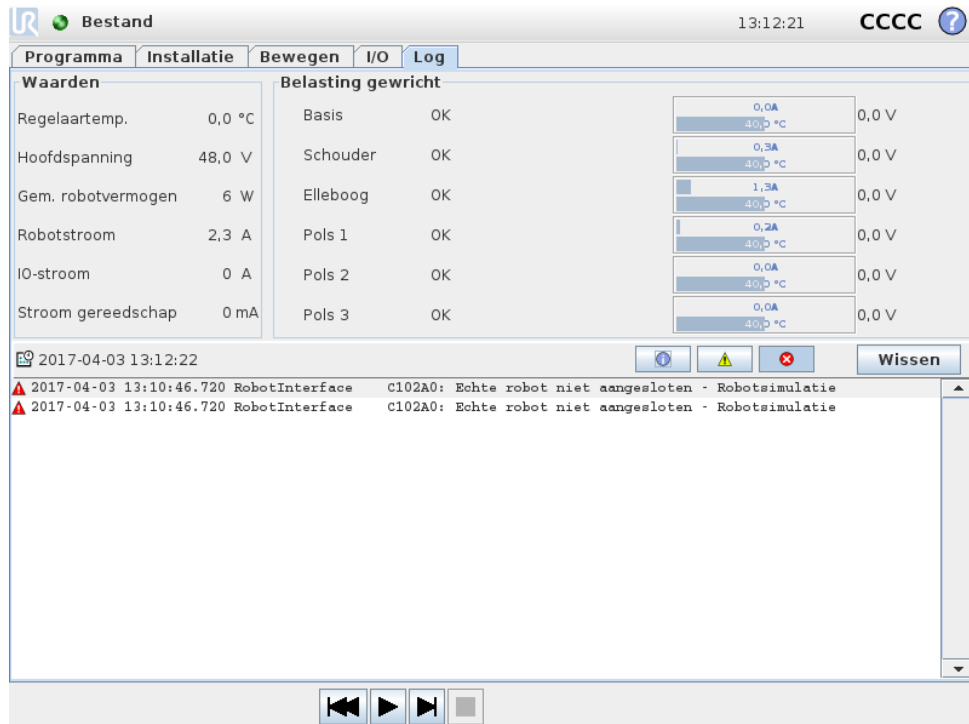 UR Bestand 13:12:21 CCCC ?
Programma Installatie Bewegen I/O Log
Waarden
Regelaartemp. 0,0 °C
Hoofdspanning 48,0 V
Gem. robotvermogen 6 W
Robotstroom 2,3 A
IO-stroom 0 A
Stroom gereedschap 0 mA
Belasting gewricht
Basis OK 0,0A 40,0 °C 0,0 V
Schouder OK 0,3A 40,0 °C 0,0 V
Elleboog OK 1,3A 40,0 °C 0,0 V
Pols 1 OK 0,2A 40,0 °C 0,0 V
Pols 2 OK 0,0A 40,0 °C 0,0 V
Pols 3 OK 0,0A 40,0 °C 0,0 V
2017-04-03 13:12:22 Wissen
2017-04-03 13:10:46.720 RobotInterface C102A0: Echte robot niet aangesloten - Robotsimulatie
2017-04-03 13:10:46.720 RobotInterface C102A0: Echte robot niet aangesloten - Robotsimulatie